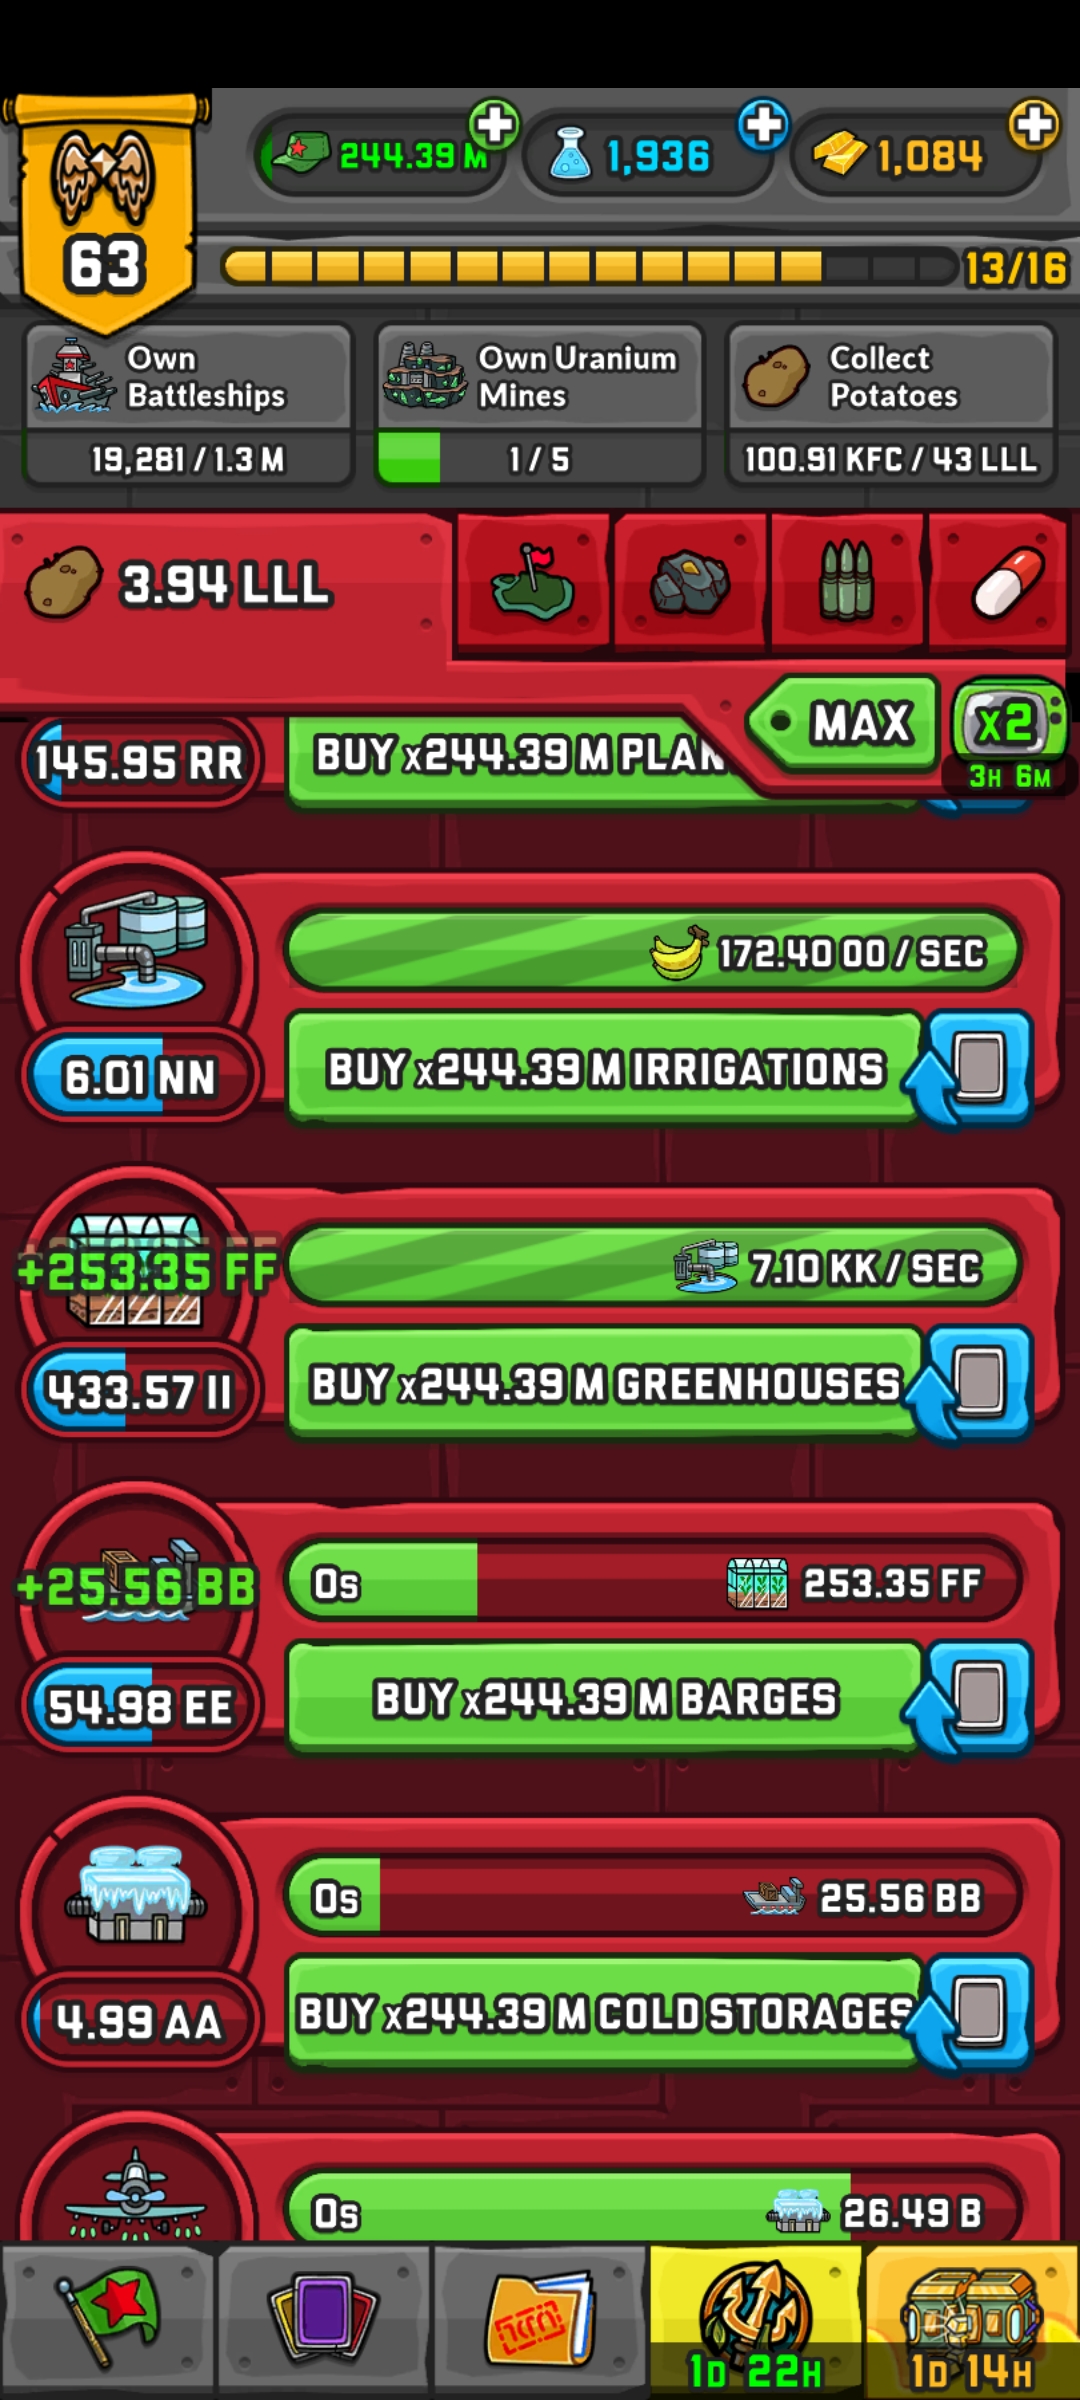 244.39 M
1,936
1,084
63
13/16
Own
Battleships
19,281 / 1.3 M
Own Uranium
Mines
1 / 5
Collect
Potatoes
100.91 KFC / 43 LLL
3.94 LLL
MAX
x2
3H 6M
145.95 RR
BUY x244.39 M PLAN
172.40 OO / SEC
6.01 NN
BUY x244.39 M IRRIGATIONS
+253.35 FF
7.10 KK / SEC
433.57 II
BUY x244.39 M GREENHOUSES
+25.56 BB
0s
253.35 FF
54.98 EE
BUY x244.39 M BARGES
0s
25.56 BB
4.99 AA
BUY x244.39 M COLD STORAGES
0s
26.49 B
1D 22H
1D 14H